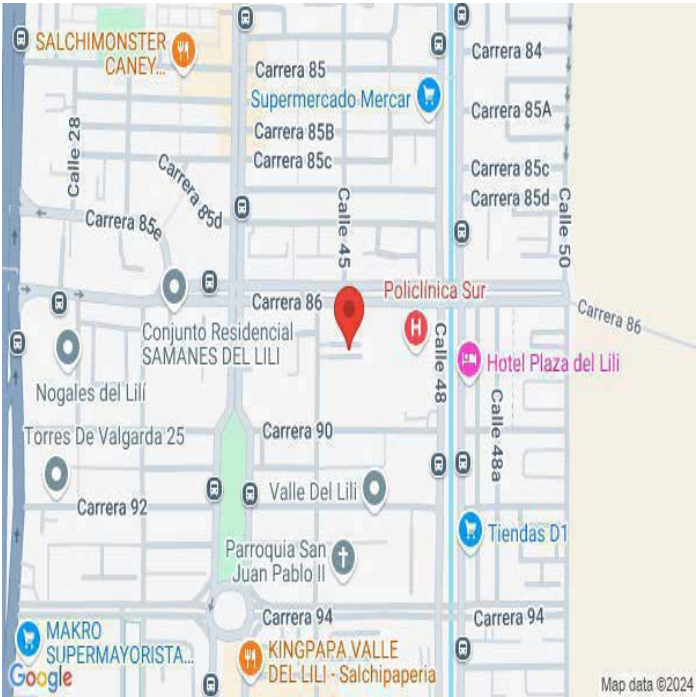 SALCHIMONSTER
CANEY...
Carrera 84
Carrera 85
Supermercado Mercar
Carrera 85A
Calle 28
Carrera 85B
Carrera 85c
Carrera 85c
Carrera 85d
Carrera 85d
Calle 45
Calle 50
Carrera 85e
Policlínica Sur
Carrera 86
Carrera 86
Conjunto Residencial
SAMANES DEL LILI
H
Calle 48
Hotel Plaza del Lili
Nogales del Lilí
Calle 48a
Torres De Valgarda 25
Carrera 90
Valle Del Lili
Carrera 92
Tiendas D1
Parroquia San
Juan Pablo II
Carrera 94
Carrera 94
MAKRO
SUPERMAYORISTA...
KINGPAPA VALLE
DEL LILI - Salchipaperia
Google
Map data ©2024